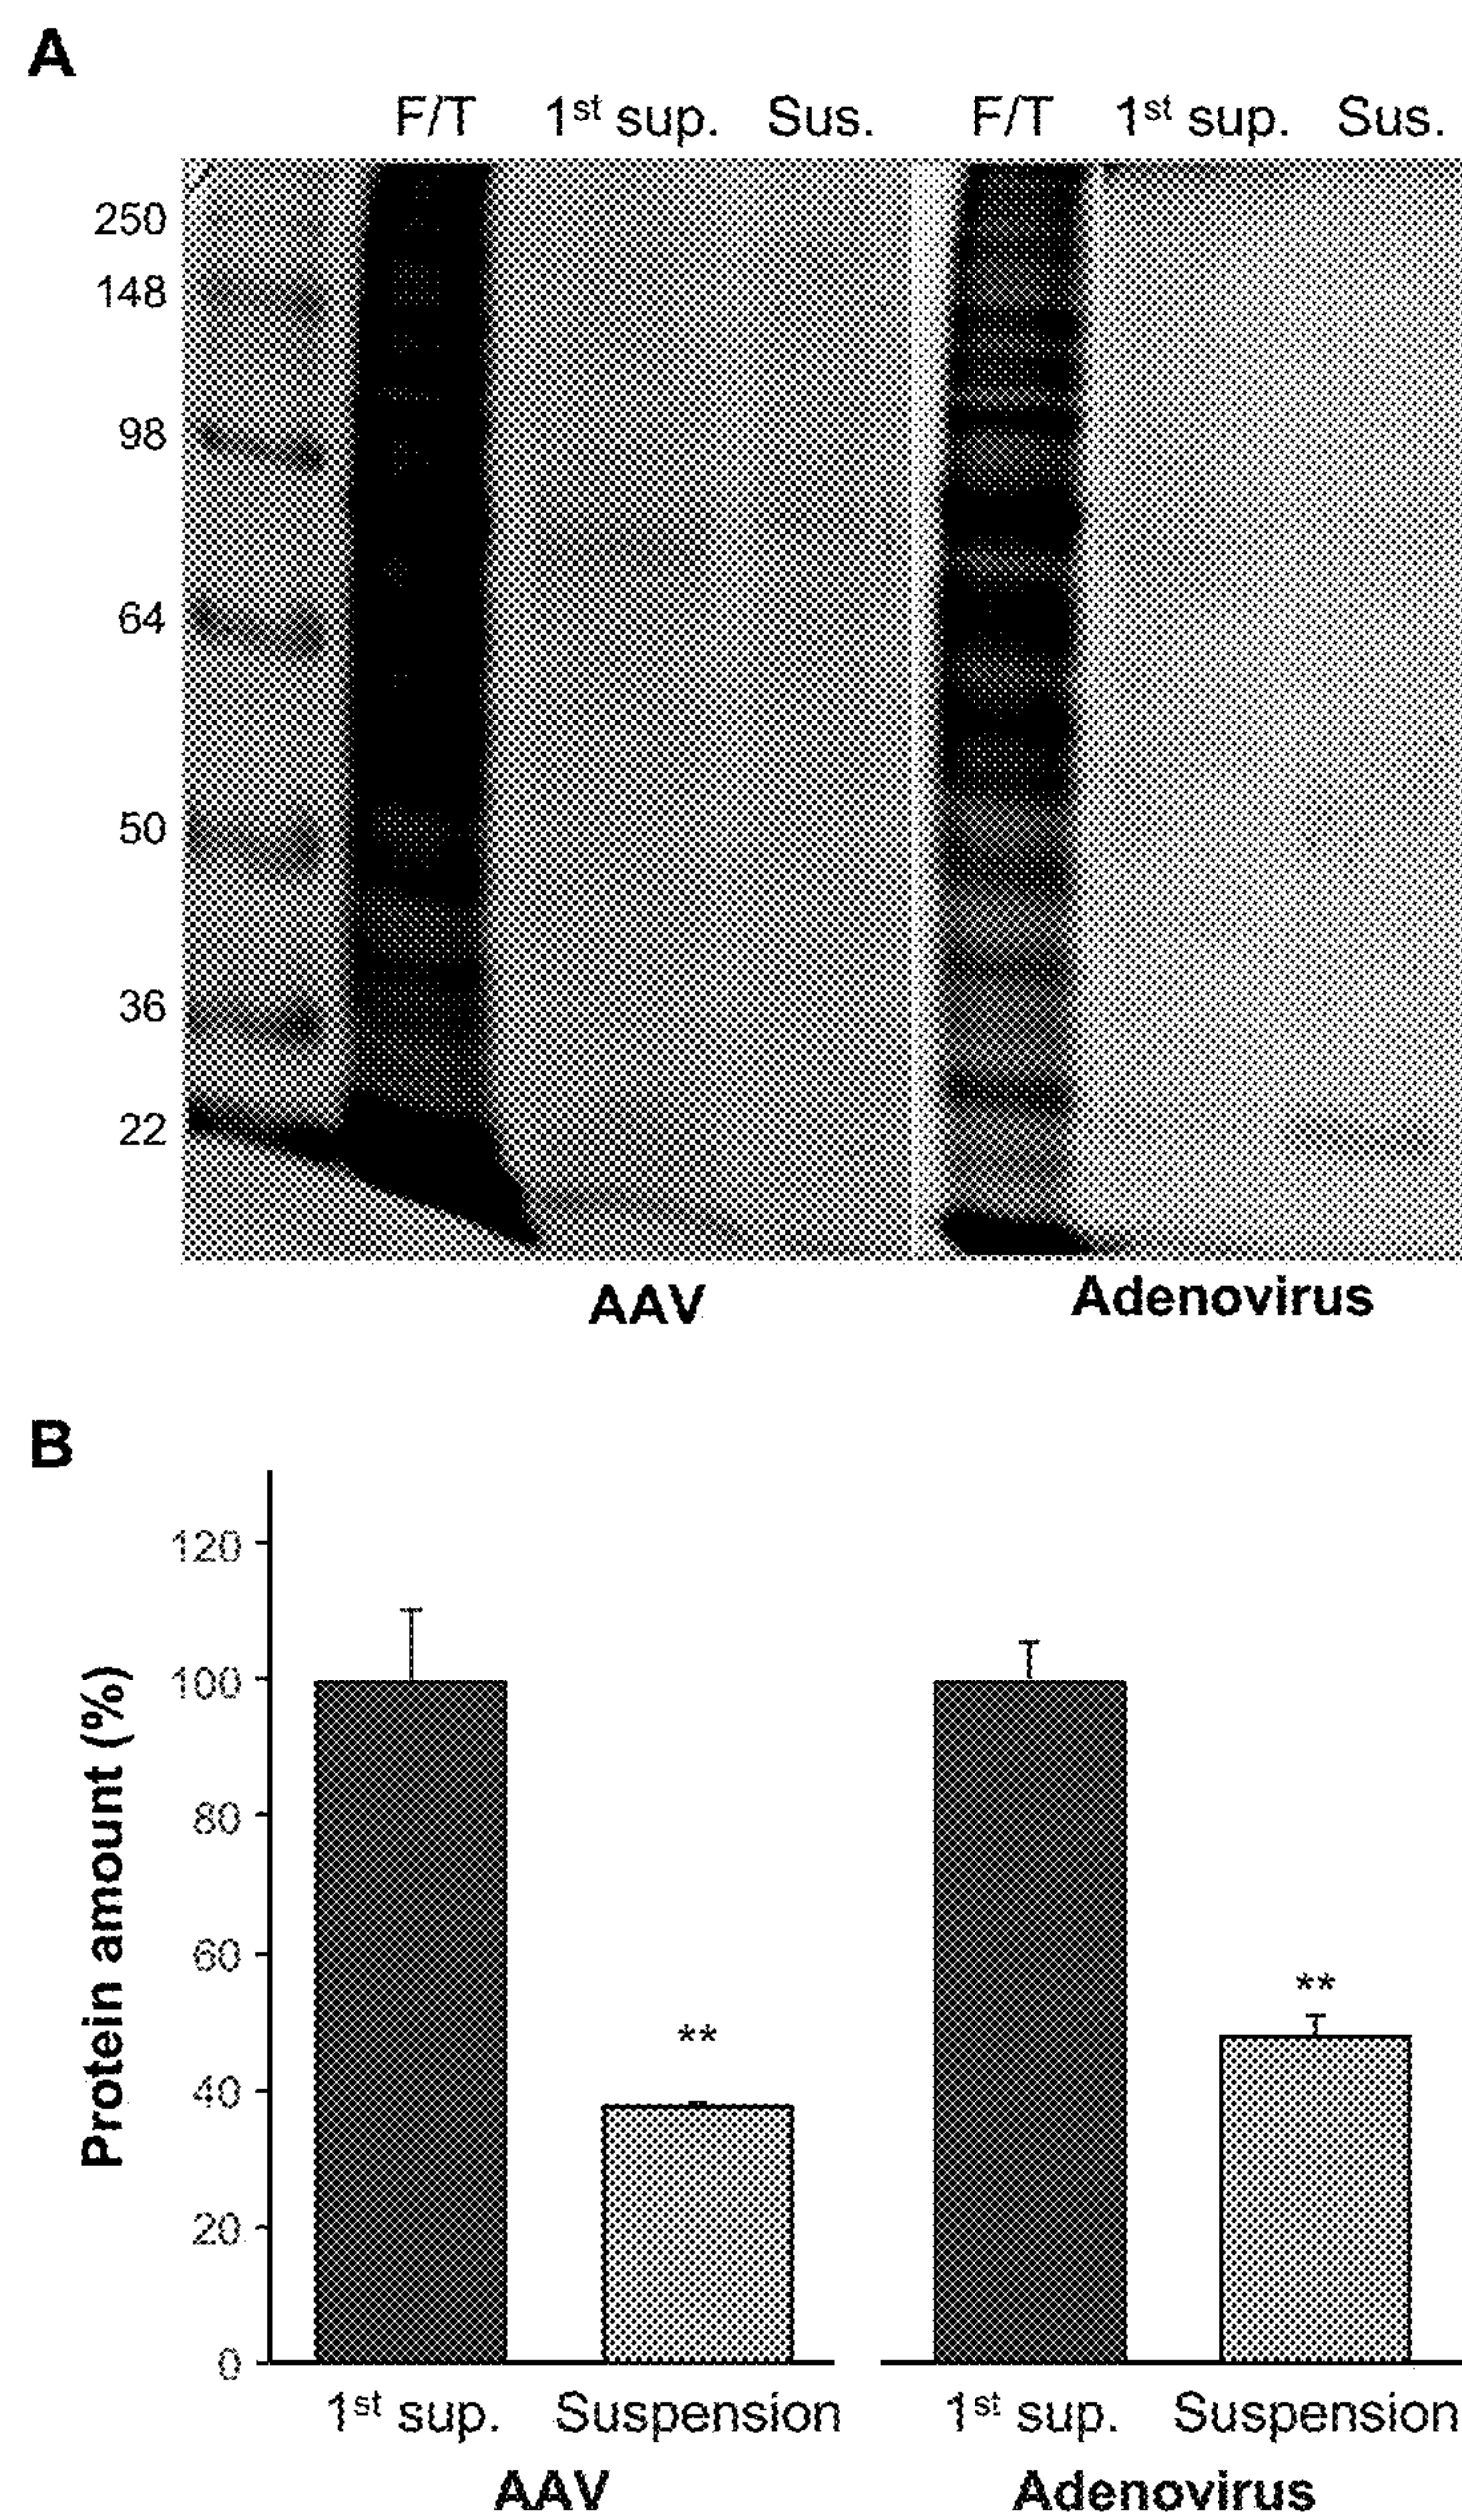 A
F/T 1st sup. Sus. F/T 1st sup. Sus.
250
148
98
64
50
36
22
AAV Adenovirus
B
Protein amount (%)
120
100
80
60
40
20
0
**
**
1st sup. Suspension 1st sup. Suspension
AAV Adenovirus